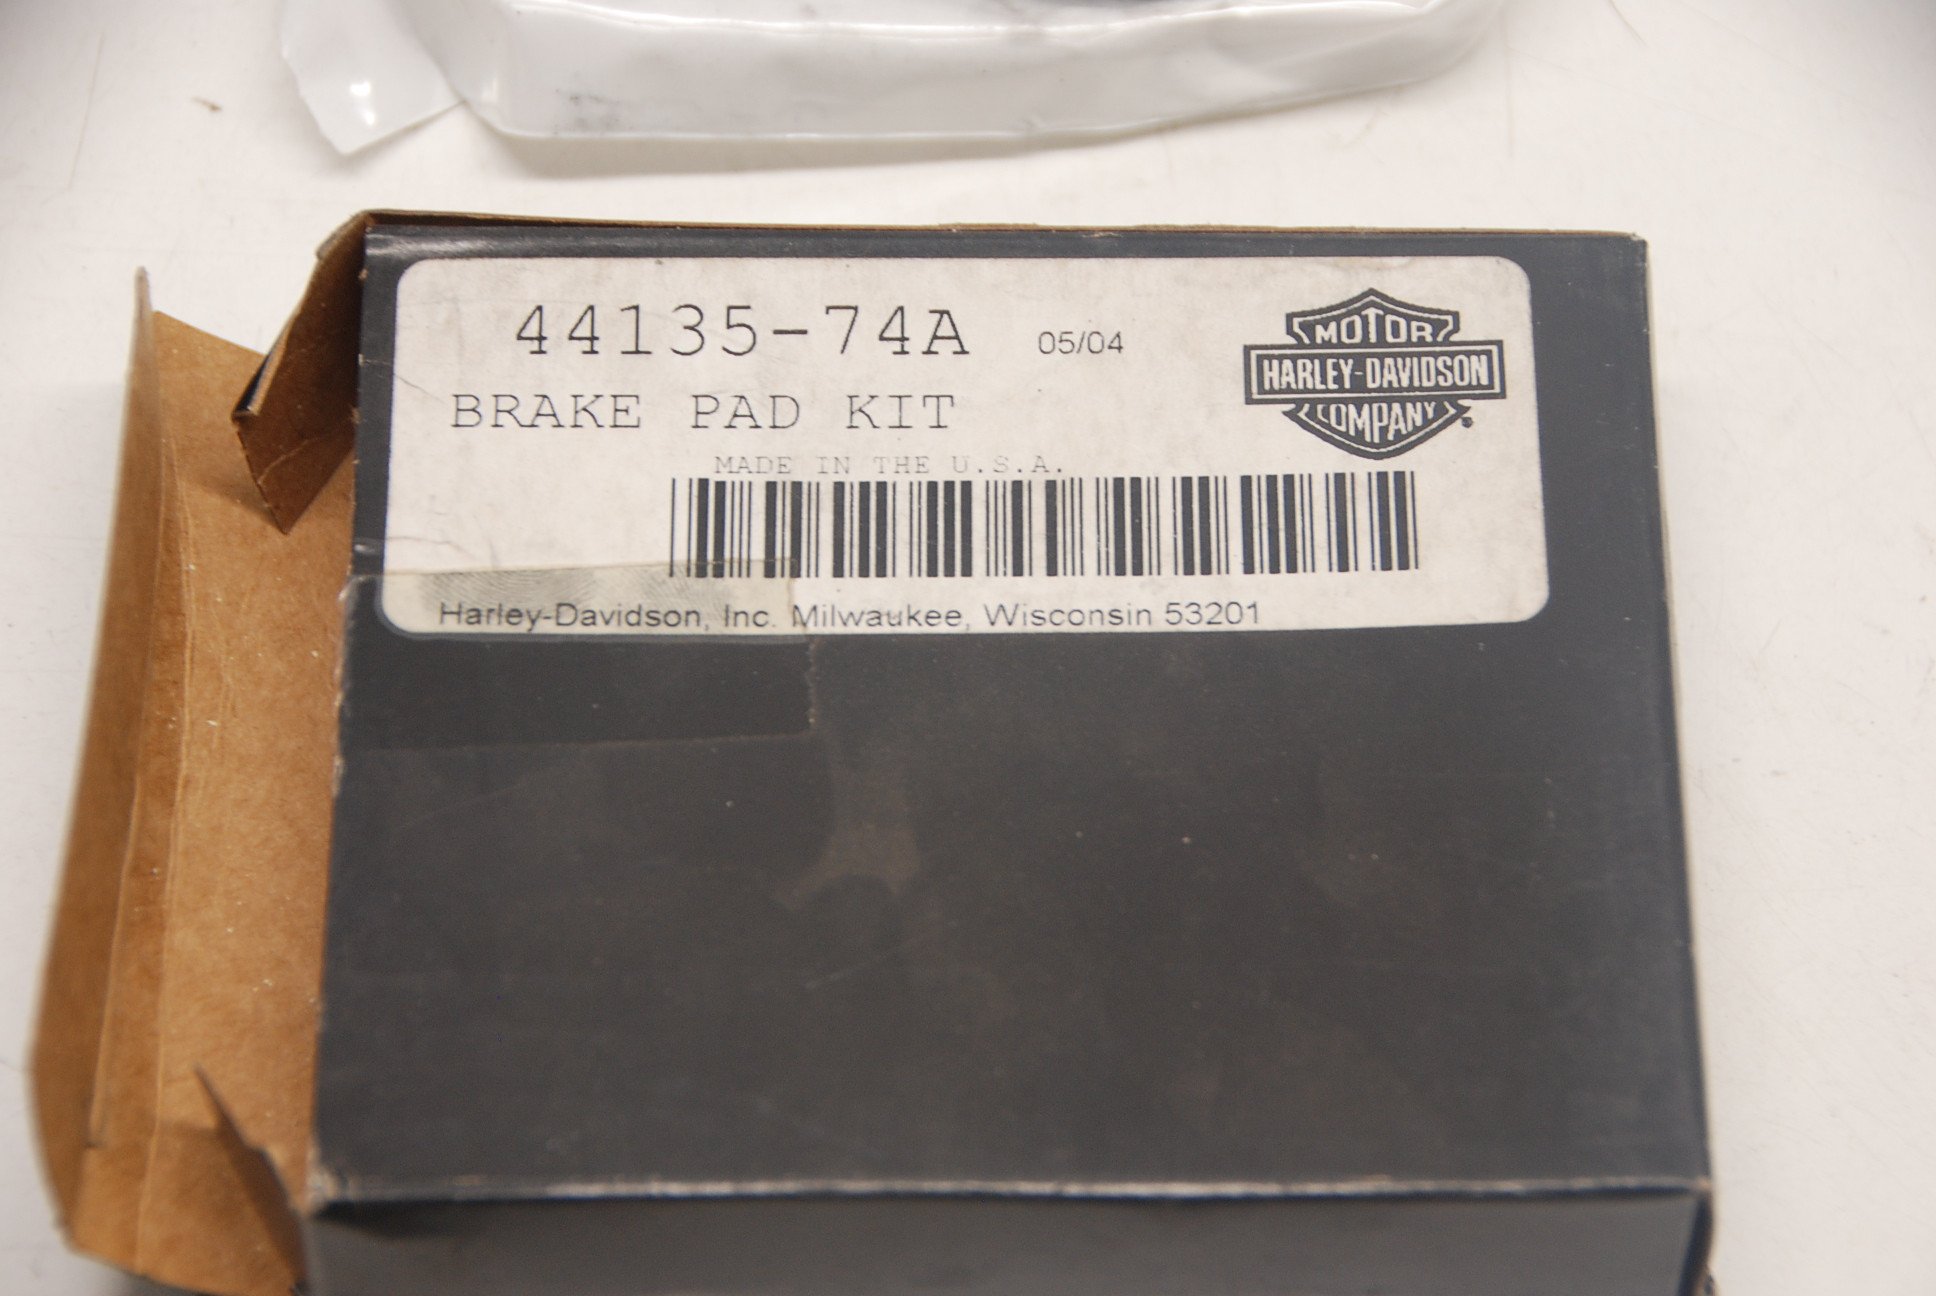 44135-74A 05/04
BRAKE PAD KIT
MADE IN THE U.S.A.
MOTOR
HARLEY-DAVIDSON
COMPANY
®
Harley-Davidson, Inc. Milwaukee, Wisconsin 53201